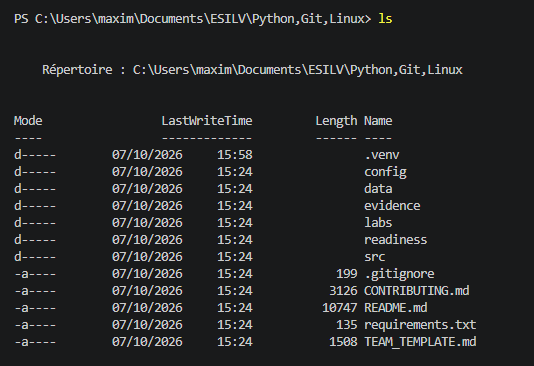 PS C:\Users\maxim\Documents\ESILV\Python,Git,Linux> ls
Répertoire : C:\Users\maxim\Documents\ESILV\Python,Git,Linux
Mode LastWriteTime Length Name
---- ------------- ------ ----
d----- 07/10/2026 15:58 .venv
d----- 07/10/2026 15:24 config
d----- 07/10/2026 15:24 data
d----- 07/10/2026 15:24 evidence
d----- 07/10/2026 15:24 labs
d----- 07/10/2026 15:24 readiness
d----- 07/10/2026 15:24 src
-a---- 07/10/2026 15:24 199 .gitignore
-a---- 07/10/2026 15:24 3126 CONTRIBUTING.md
-a---- 07/10/2026 15:24 10747 README.md
-a---- 07/10/2026 15:24 135 requirements.txt
-a---- 07/10/2026 15:24 1508 TEAM_TEMPLATE.md